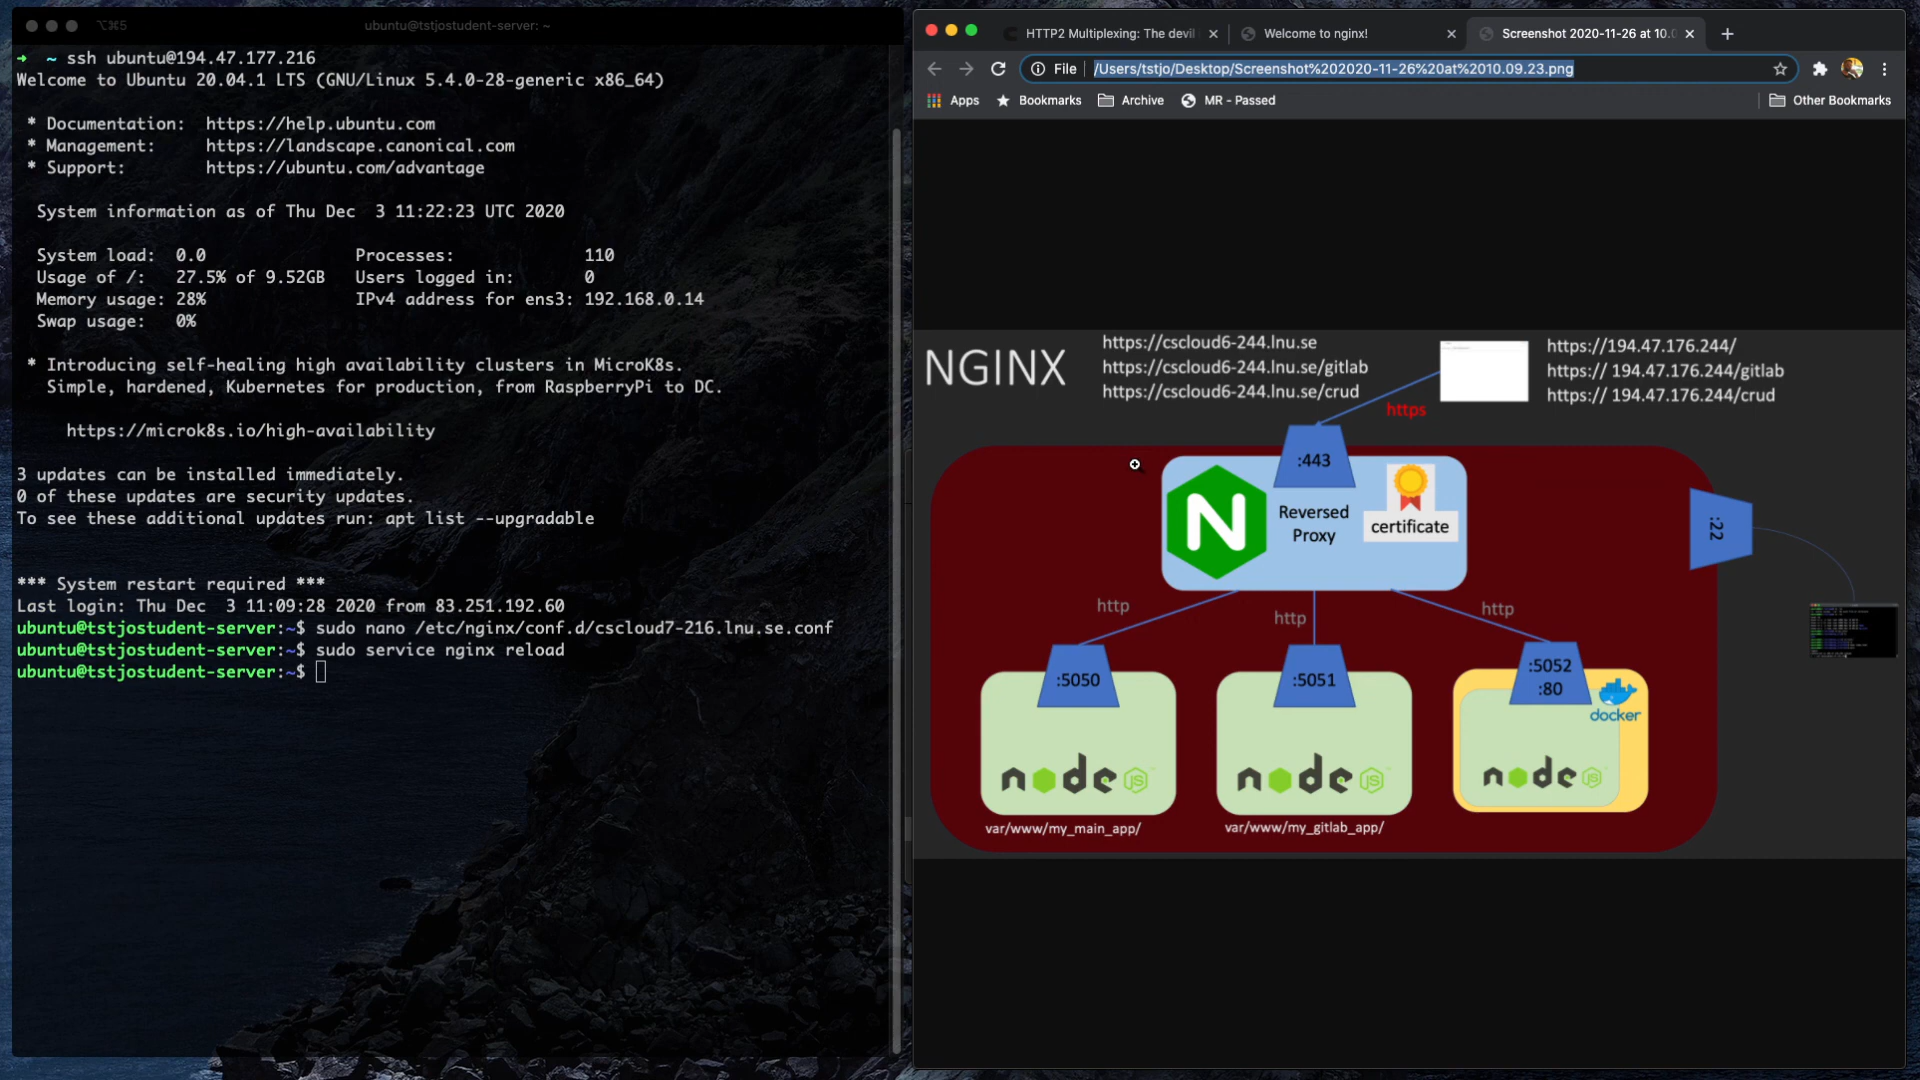 ⌥⌘5
ubuntu@tstjostudent-server: ~
➜ ~ ssh ubuntu@194.47.177.216
Welcome to Ubuntu 20.04.1 LTS (GNU/Linux 5.4.0-28-generic x86_64)
* Documentation: https://help.ubuntu.com
* Management: https://landscape.canonical.com
* Support: https://ubuntu.com/advantage
System information as of Thu Dec 3 11:22:23 UTC 2020
System load: 0.0 Processes: 110
Usage of /: 27.5% of 9.52GB Users logged in: 0
Memory usage: 28% IPv4 address for ens3: 192.168.0.14
Swap usage: 0%
* Introducing self-healing high availability clusters in MicroK8s.
Simple, hardened, Kubernetes for production, from RaspberryPi to DC.
https://microk8s.io/high-availability
3 updates can be installed immediately.
0 of these updates are security updates.
To see these additional updates run: apt list --upgradable
*** System restart required ***
Last login: Thu Dec 3 11:09:28 2020 from 83.251.192.60
ubuntu@tstjostudent-server:~$ sudo nano /etc/nginx/conf.d/cscloud7-216.lnu.se.conf
ubuntu@tstjostudent-server:~$ sudo service nginx reload
ubuntu@tstjostudent-server:~$
HTTP2 Multiplexing: The devil
Welcome to nginx!
Screenshot 2020-11-26 at 10.0
File
/Users/tstjo/Desktop/Screenshot%202020-11-26%20at%2010.09.23.png
Apps Bookmarks Archive MR - Passed Other Bookmarks
NGINX
https://cscloud6-244.lnu.se
https://cscloud6-244.lnu.se/gitlab
https://cscloud6-244.lnu.se/crud
https://194.47.176.244/
https:// 194.47.176.244/gitlab
https:// 194.47.176.244/crud
https
:443
N
Reversed
Proxy
certificate
:22
http
http
http
:5050
:5051
:5052
:80
docker
node JS
node JS
node JS
var/www/my_main_app/
var/www/my_gitlab_app/